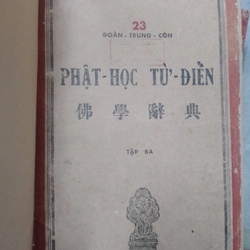 23
ĐOÀN-TRUNG-CÒN
PHẬT-HỌC TỪ-ĐIỂN
佛學辭典
TẬP BA